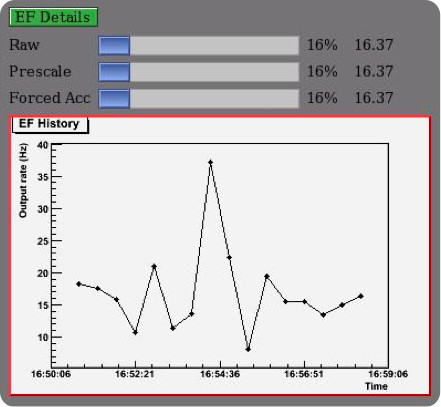 EF Details
Raw 16% 16.37
Prescale 16% 16.37
Forced Acc 16% 16.37
EF History
Output rate (Hz)
40
35
30
25
20
15
10
16:50:06 16:52:21 16:54:36 16:56:51 16:59:06
Time